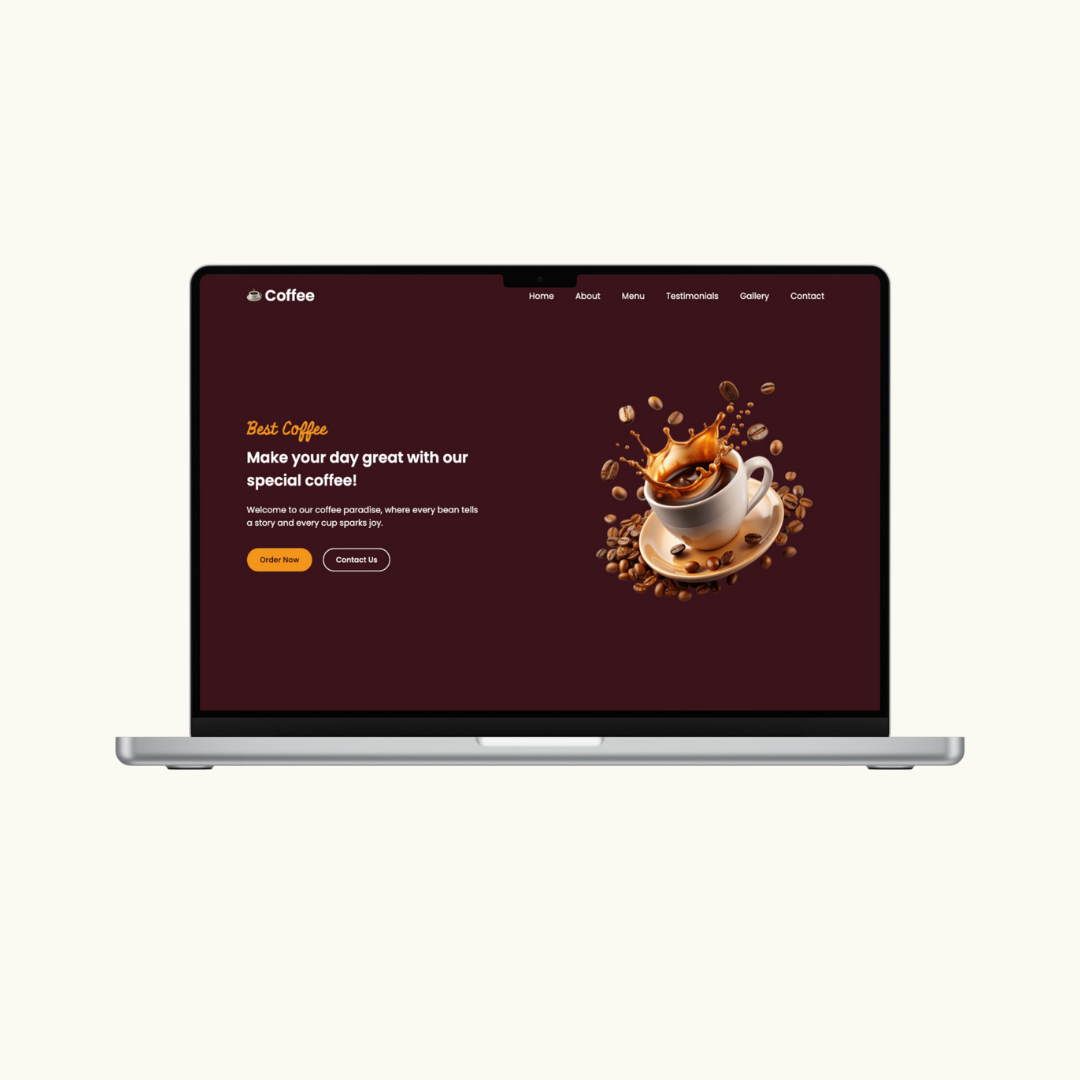 Coffee
Home About Menu Testimonials Gallery Contact
Best Coffee
Make your day great with our
special coffee!
Welcome to our coffee paradise, where every bean tells
a story and every cup sparks joy.
Order Now Contact Us